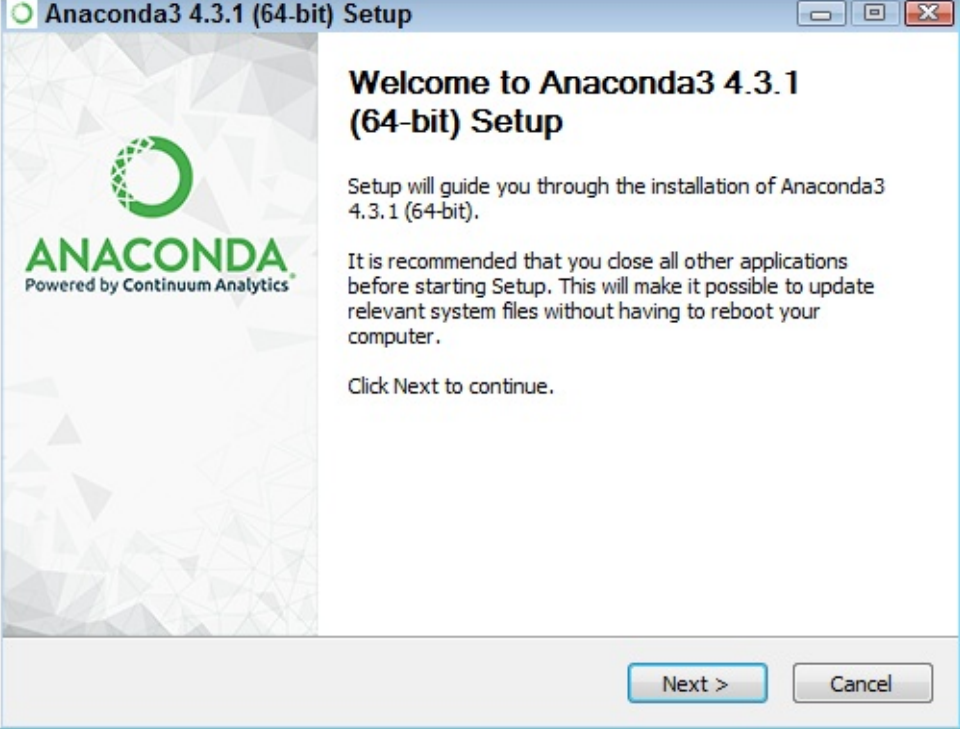 Anaconda3 4.3.1 (64-bit) Setup
ANACONDA
Powered by Continuum Analytics
Welcome to Anaconda3 4.3.1
(64-bit) Setup
Setup will guide you through the installation of Anaconda3
4.3.1 (64-bit).
It is recommended that you close all other applications
before starting Setup. This will make it possible to update
relevant system files without having to reboot your
computer.
Click Next to continue.
Next >
Cancel